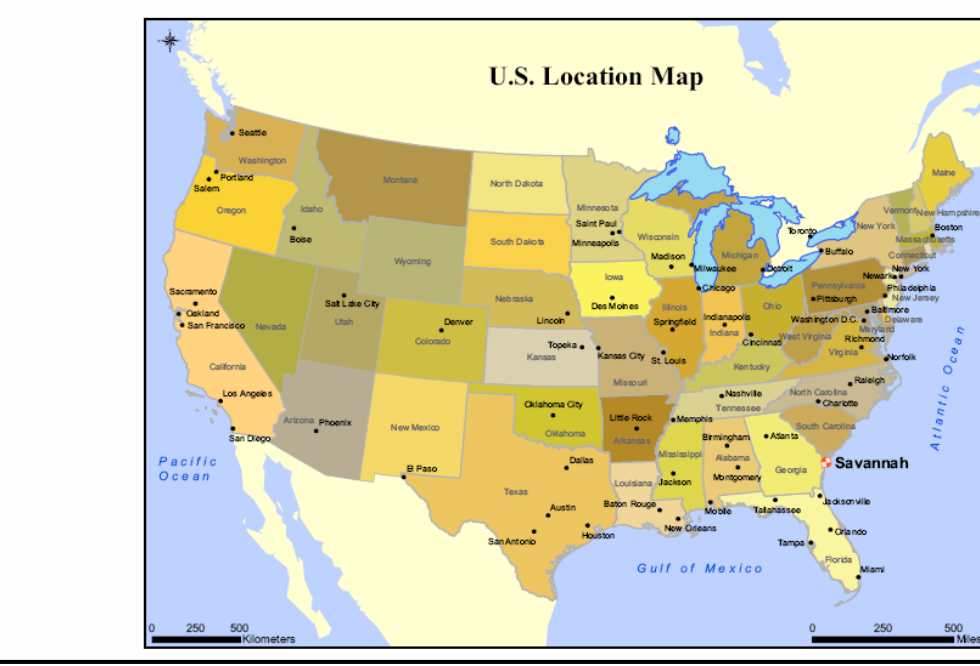 U.S. Location Map
Seattle
Washington
Portland
Salem
Oregon
Montana
North Dakota
Minnesota
Maine
Idaho
Boise
Wyoming
South Dakota
Saint Paul
Minneapolis
Wisconsin
Madison
Milwaukee
Michigan
Detroit
Toronto
Buffalo
New York
Vermont
New Hampshire
Boston
Massachusetts
Connecticut
New York
Newark
Philadelphia
New Jersey
Pennsylvania
Pittsburgh
Baltimore
Delaware
Washington D.C.
Maryland
Sacramento
Oakland
San Francisco
Nevada
Salt Lake City
Utah
Denver
Colorado
Nebraska
Lincoln
Iowa
Des Moines
Chicago
Illinois
Springfield
Indianapolis
Indiana
Ohio
Cincinnati
West Virginia
Richmond
Virginia
Norfolk
California
Los Angeles
San Diego
Arizona
Phoenix
New Mexico
El Paso
Topeka
Kansas
Kansas City
Missouri
St. Louis
Kentucky
Nashville
Tennessee
Memphis
North Carolina
Raleigh
Charlotte
South Carolina
Oklahoma City
Oklahoma
Little Rock
Arkansas
Mississippi
Jackson
Birmingham
Alabama
Montgomery
Mobile
Atlanta
Georgia
Savannah
Dallas
Texas
Austin
San Antonio
Houston
Louisiana
Baton Rouge
New Orleans
Tallahassee
Jacksonville
Orlando
Tampa
Florida
Miami
Pacific
Ocean
Gulf of Mexico
Atlantic Ocean
0 250 500
Kilometers
0 250 500
Miles